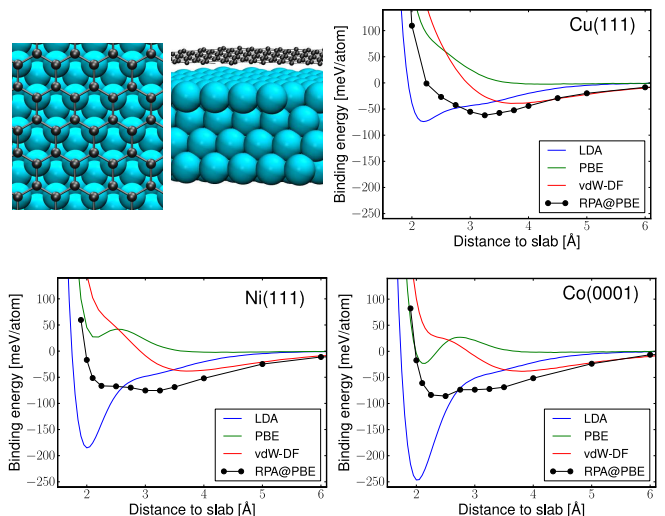 Cu(111)
Binding energy [meV/atom]
100
50
0
−50
−100
−150
−200
−250
LDA
PBE
vdW-DF
RPA@PBE
2 3 4 5 6
Distance to slab [Å]
Ni(111)
Binding energy [meV/atom]
100
50
0
−50
−100
−150
−200
−250
LDA
PBE
vdW-DF
RPA@PBE
2 3 4 5 6
Distance to slab [Å]
Co(0001)
Binding energy [meV/atom]
100
50
0
−50
−100
−150
−200
−250
LDA
PBE
vdW-DF
RPA@PBE
2 3 4 5 6
Distance to slab [Å]